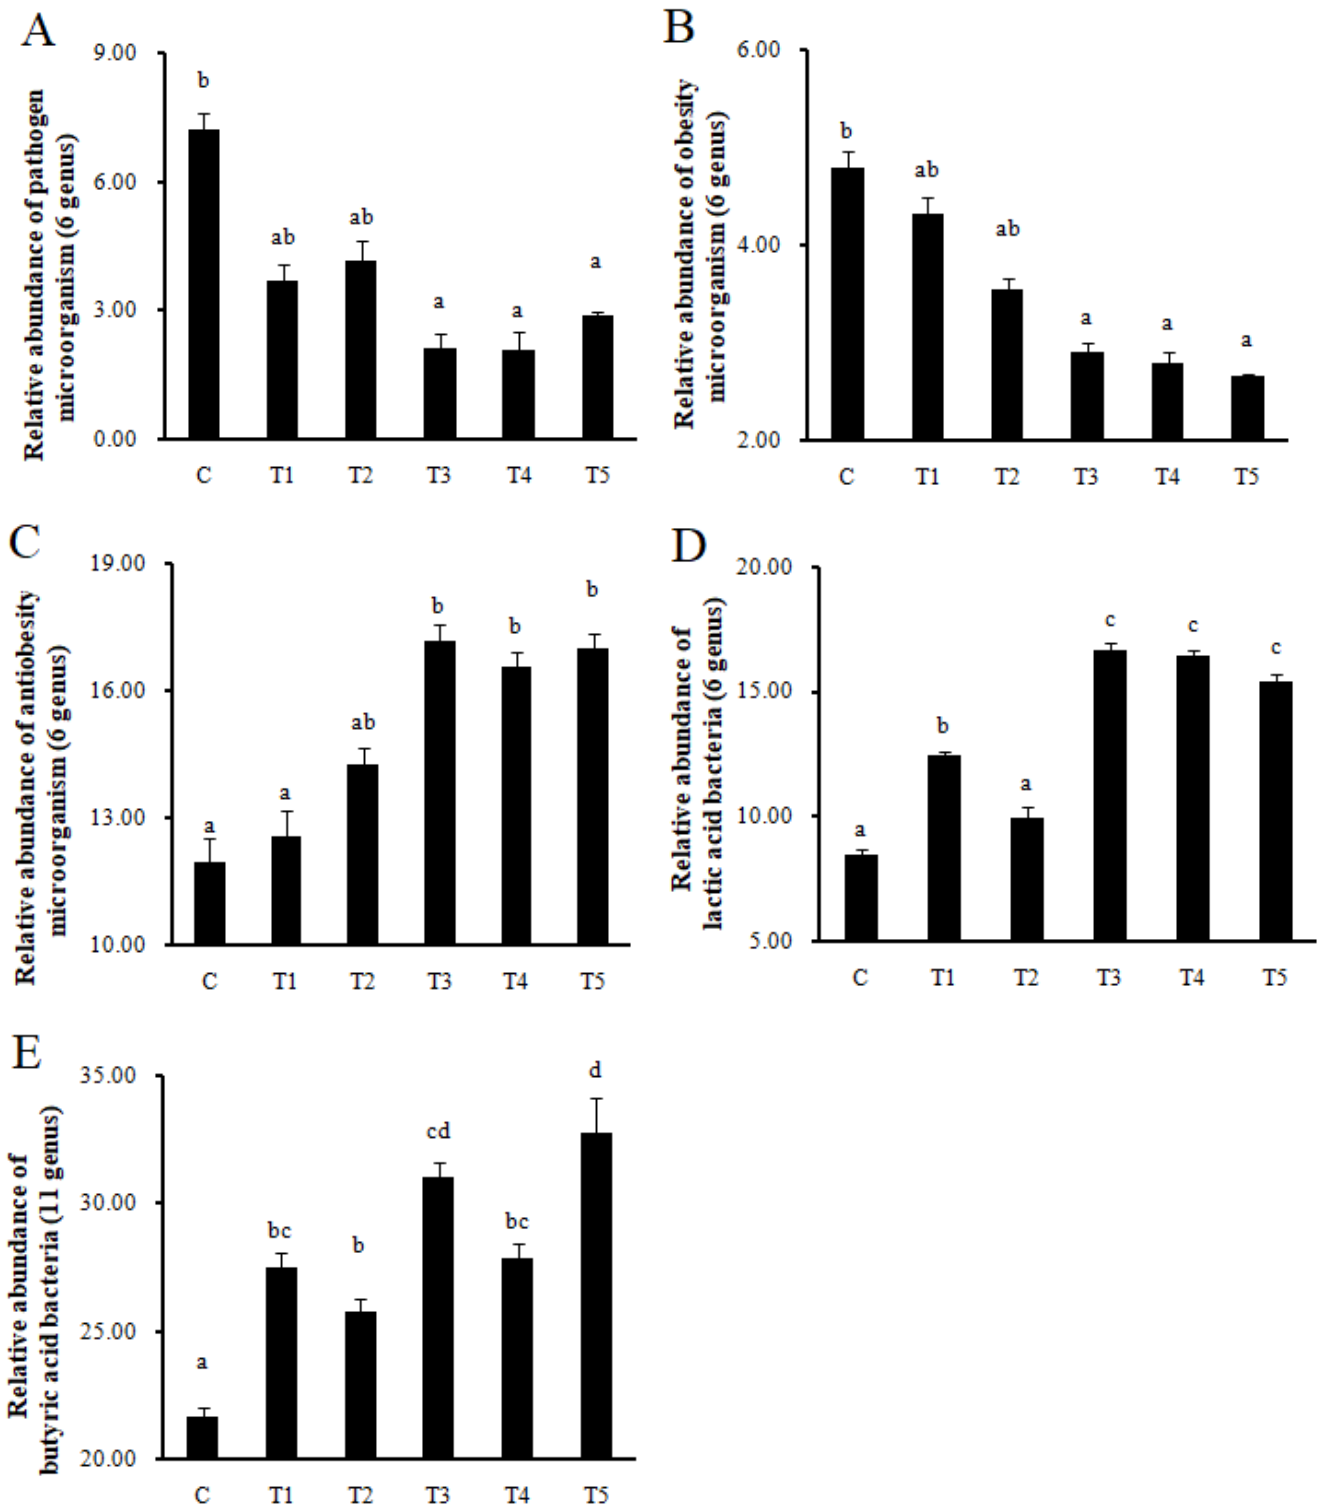 A
Relative abundance of pathogen
microorganism (6 genus)
9.00
6.00
3.00
0.00
b
ab
ab
a
a
a
C T1 T2 T3 T4 T5
B
Relative abundance of obesity
microorganism (6 genus)
6.00
4.00
2.00
b
ab
ab
a
a
a
C T1 T2 T3 T4 T5
C
Relative abundance of antiobesity
microorganism (6 genus)
19.00
16.00
13.00
10.00
a
a
ab
b
b
b
C T1 T2 T3 T4 T5
D
Relative abundance of
lactic acid bacteria (6 genus)
20.00
15.00
10.00
5.00
a
b
a
c
c
c
C T1 T2 T3 T4 T5
E
Relative abundance of
butyric acid bacteria (11 genus)
35.00
30.00
25.00
20.00
a
bc
b
cd
bc
d
C T1 T2 T3 T4 T5